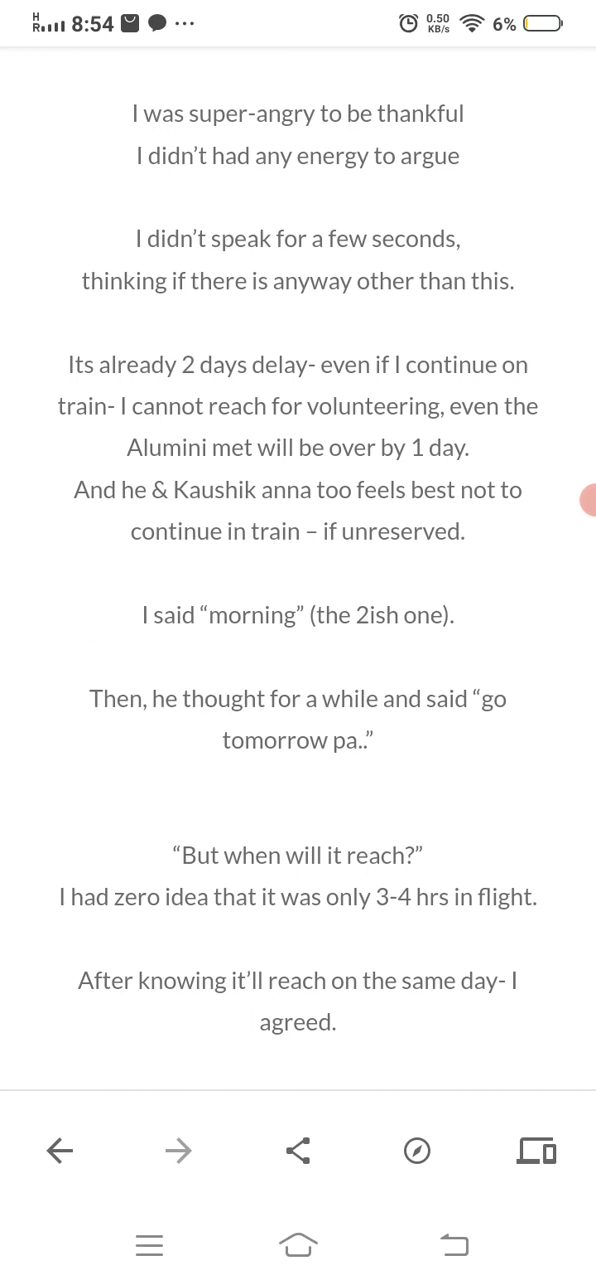 H
R
8:54
0.50
KB/s
6%
I was super-angry to be thankful
I didn’t had any energy to argue
I didn’t speak for a few seconds,
thinking if there is anyway other than this.
Its already 2 days delay- even if I continue on
train- I cannot reach for volunteering, even the
Alumini met will be over by 1 day.
And he & Kaushik anna too feels best not to
continue in train – if unreserved.
I said “morning” (the 2ish one).
Then, he thought for a while and said “go
tomorrow pa..”
“But when will it reach?”
I had zero idea that it was only 3-4 hrs in flight.
After knowing it’ll reach on the same day- I
agreed.